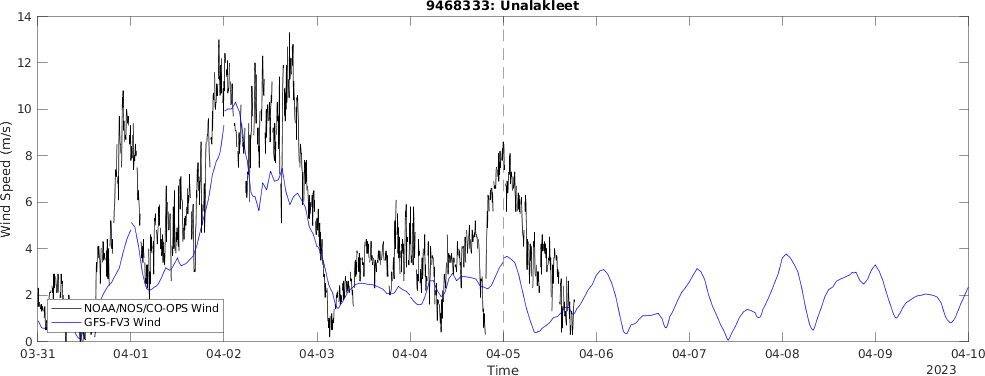 9468333: Unalakleet
14
12
10
8
6
4
2
0
Wind Speed (m/s)
NOAA/NOS/CO-OPS Wind
GFS-FV3 Wind
03-31 04-01 04-02 04-03 04-04 04-05 04-06 04-07 04-08 04-09 04-10
Time
2023